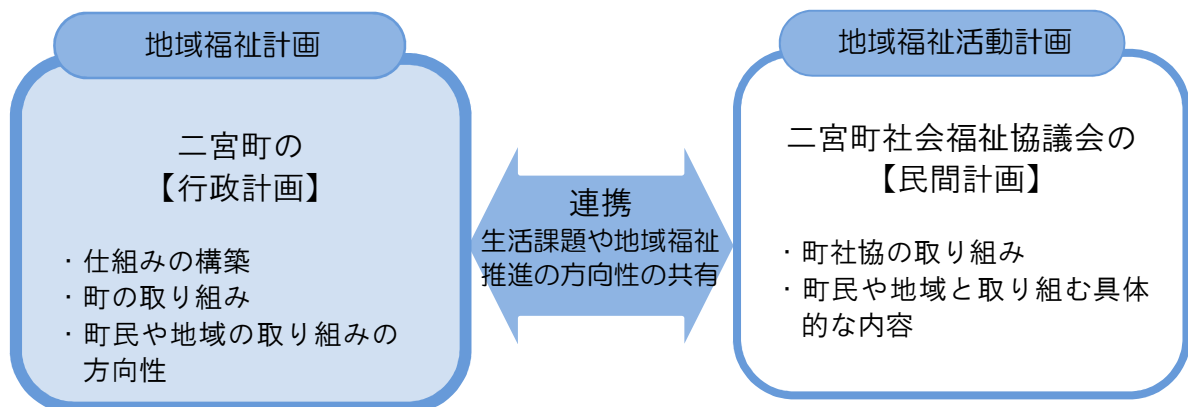 地域福祉計画
二宮町の
【行政計画】
・仕組みの構築
・町の取り組み
・町民や地域の取り組みの
方向性
連携
生活課題や地域福祉
推進の方向性の共有
地域福祉活動計画
二宮町社会福祉協議会の
【民間計画】
・町社協の取り組み
・町民や地域と取り組む具体
的な内容